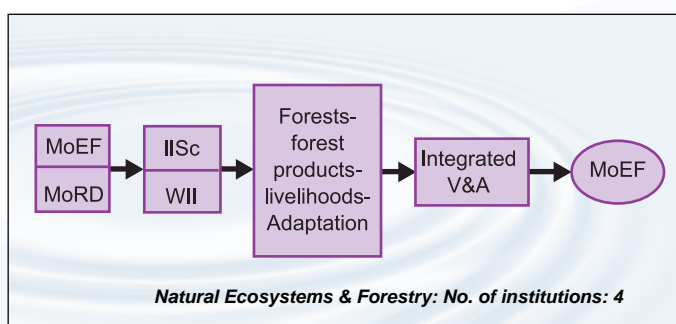 MoEF
MoRD
IISc
WII
Forests-
forest
products-
livelihoods-
Adaptation
Integrated
V&A
MoEF
Natural Ecosystems & Forestry: No. of institutions: 4